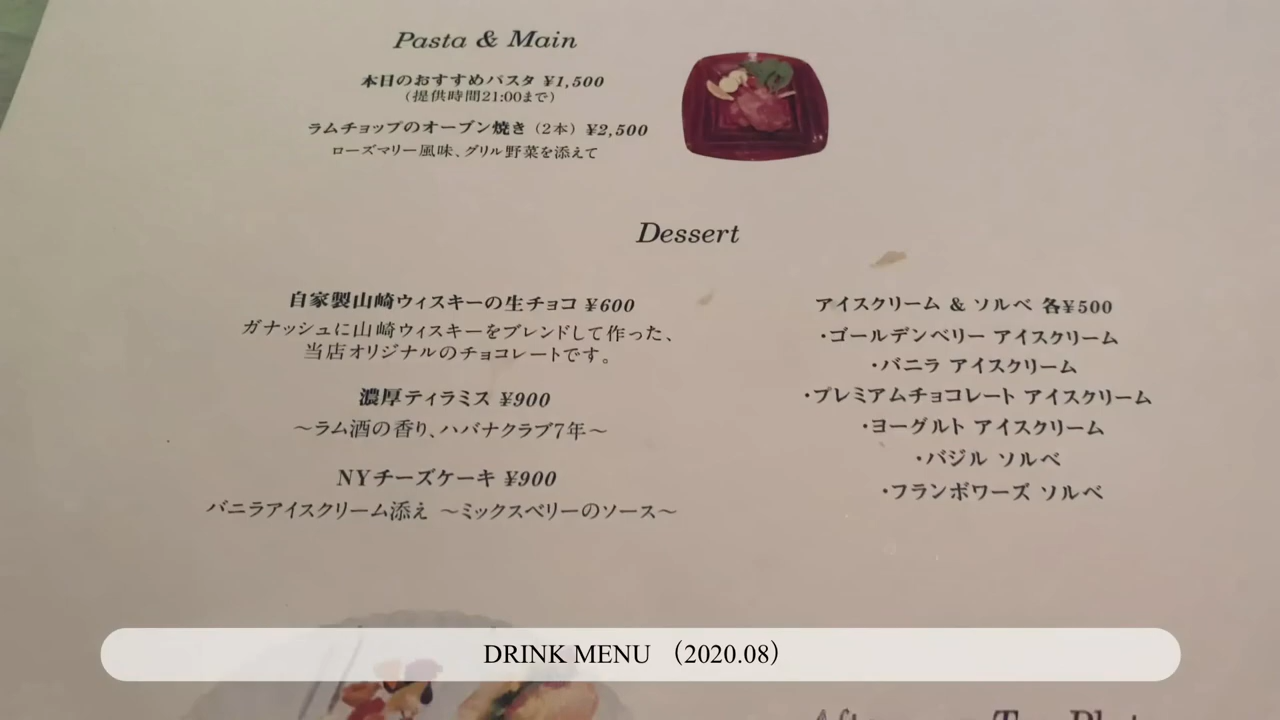 Pasta & Main
本日のおすすめパスタ ¥1,500
(提供時間21:00まで)
ラムチョップのオーブン焼き(2本) ¥2,500
ローズマリー風味、グリル野菜を添えて
Dessert
自家製山崎ウィスキーの生チョコ ¥600
ガナッシュに山崎ウィスキーをブレンドして作った、
当店オリジナルのチョコレートです。
濃厚ティラミス ¥900
〜ラム酒の香り、ハバナクラブ7年〜
NYチーズケーキ ¥900
バニラアイスクリーム添え 〜ミックスベリーのソース〜
アイスクリーム & ソルベ 各¥500
・ゴールデンベリー アイスクリーム
・バニラ アイスクリーム
・プレミアムチョコレート アイスクリーム
・ヨーグルト アイスクリーム
・バジル ソルベ
・フランボワーズ ソルベ
DRINK MENU （2020.08）